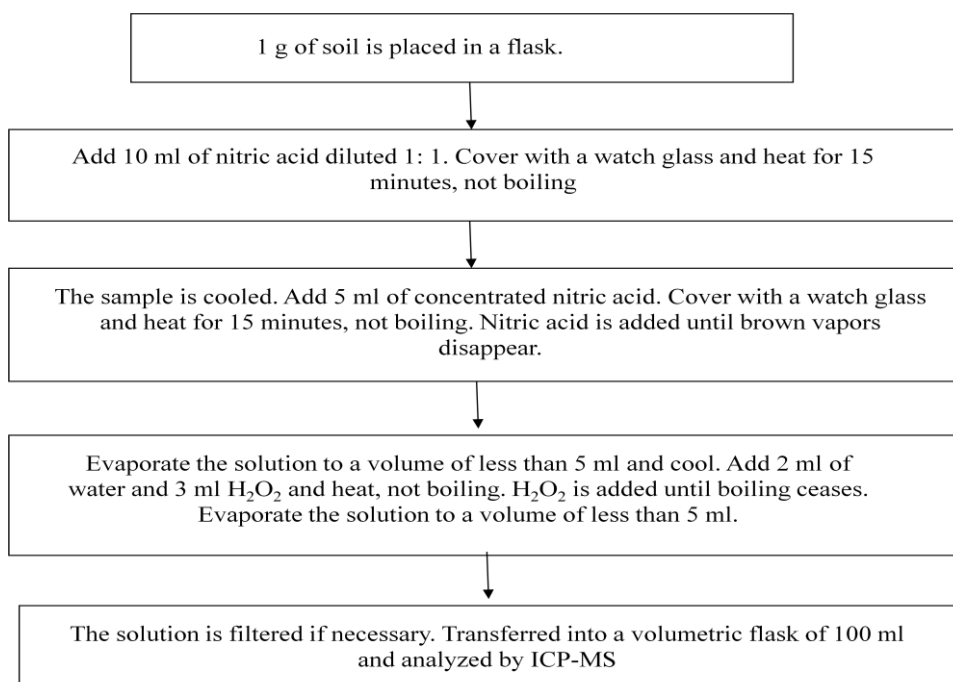 1 g of soil is placed in a flask.
Add 10 ml of nitric acid diluted 1: 1. Cover with a watch glass and heat for 15
minutes, not boiling
The sample is cooled. Add 5 ml of concentrated nitric acid. Cover with a watch glass
and heat for 15 minutes, not boiling. Nitric acid is added until brown vapors
disappear.
Evaporate the solution to a volume of less than 5 ml and cool. Add 2 ml of
water and 3 ml H₂O₂ and heat, not boiling. H₂O₂ is added until boiling ceases.
Evaporate the solution to a volume of less than 5 ml.
The solution is filtered if necessary. Transferred into a volumetric flask of 100 ml
and analyzed by ICP-MS